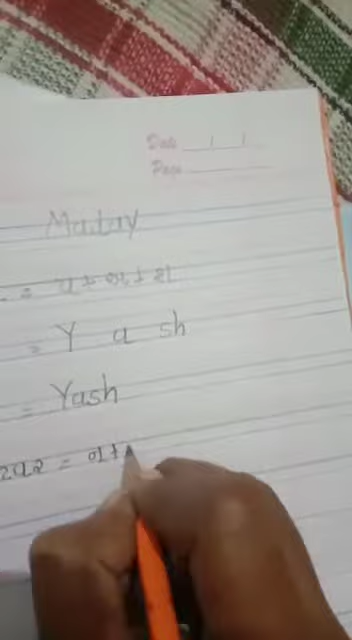 Date
Page
Malay
= ય + અ + શ
= Y a sh
= Yash
= ગ +